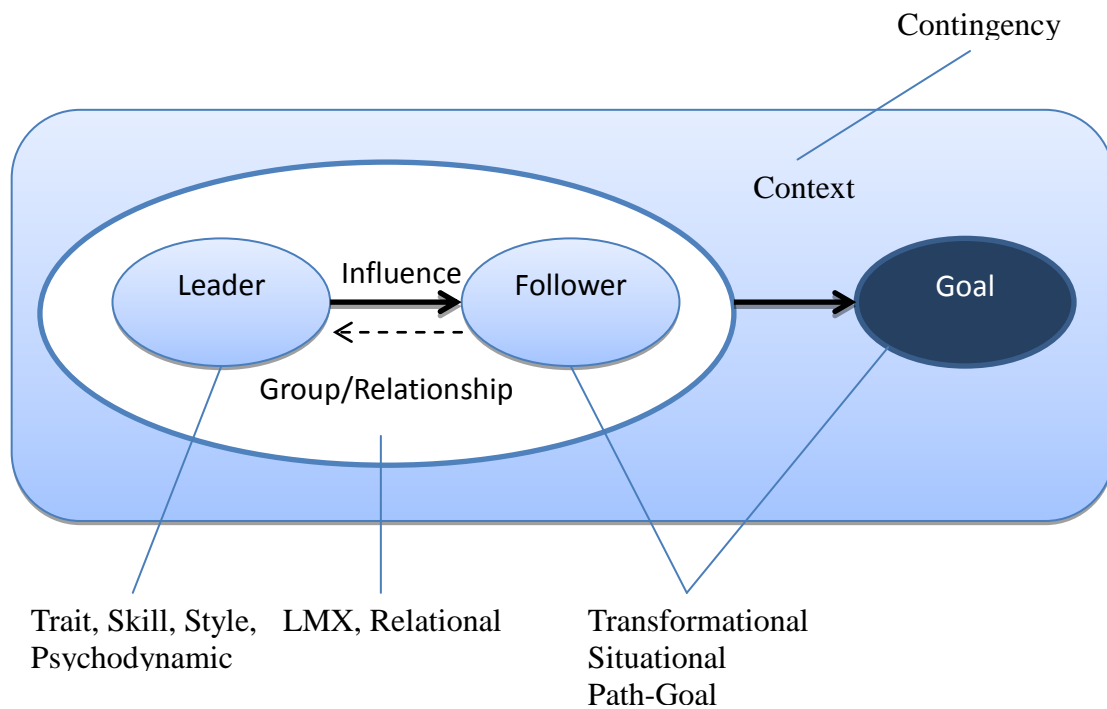 Contingency
Context
Leader
Influence
Follower
Goal
Group/Relationship
Trait, Skill, Style,
Psychodynamic
LMX, Relational
Transformational
Situational
Path-Goal